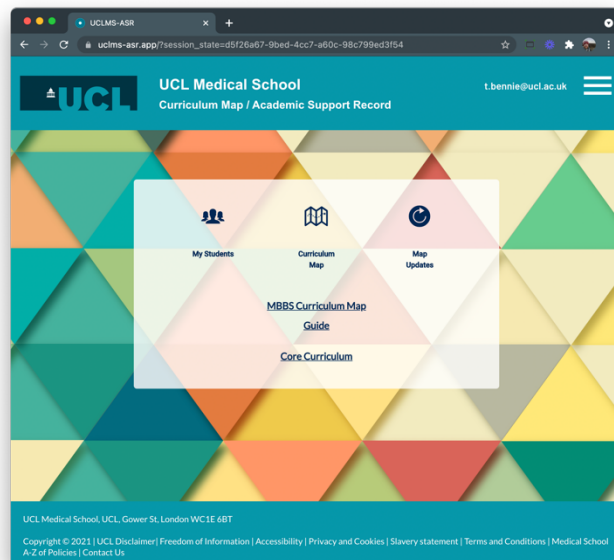 UCLMS-ASR
uclms-asr.app/?session_state=d5f26a67-9bed-4cc7-a60c-98c799ed3f54
UCL
UCL Medical School
Curriculum Map / Academic Support Record
t.bennie@ucl.ac.uk
My Students
Curriculum
Map
Map
Updates
MBBS Curriculum Map
Guide
Core Curriculum
UCL Medical School, UCL, Gower St, London WC1E 6BT
Copyright © 2021 | UCL Disclaimer| Freedom of Information | Accessibility | Privacy and Cookies | Slavery statement | Terms and Conditions | Medical School
A-Z of Policies | Contact Us